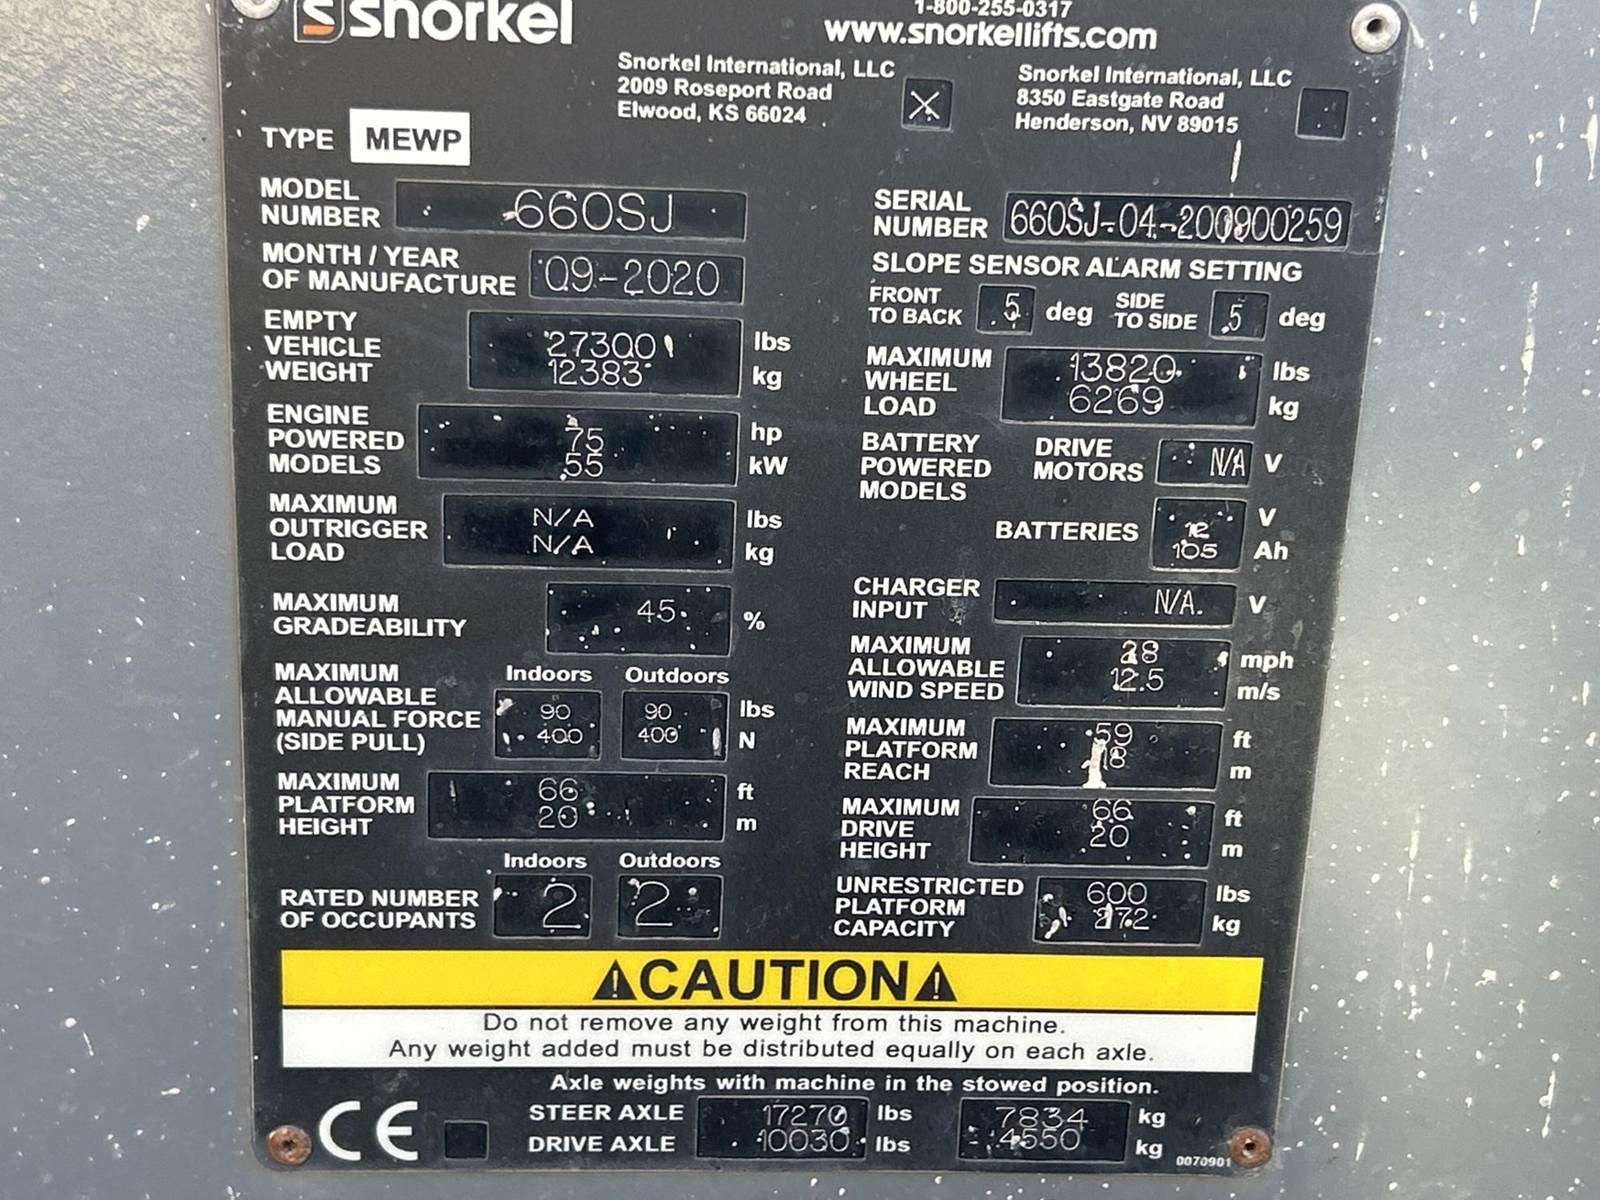 snorkel
1-800-255-0317
www.snorkellifts.com
Snorkel International, LLC
2009 Roseport Road
Elwood, KS 66024
X
Snorkel International, LLC
8350 Eastgate Road
Henderson, NV 89015
TYPE MEWP
MODEL
NUMBER 660SJ
SERIAL
NUMBER 660SJ-04-200900259
MONTH / YEAR
OF MANUFACTURE 09-2020
SLOPE SENSOR ALARM SETTING
FRONT
TO BACK 5 deg
SIDE
TO SIDE 5 deg
EMPTY
VEHICLE
WEIGHT
27300 lbs
12383 kg
MAXIMUM
WHEEL
LOAD
13820 lbs
6269 kg
ENGINE
POWERED
MODELS
75 hp
55 kW
BATTERY
POWERED
MODELS
DRIVE
MOTORS N/A V
BATTERIES
12 V
105 Ah
MAXIMUM
OUTRIGGER
LOAD
N/A lbs
N/A kg
CHARGER
INPUT N/A V
MAXIMUM
GRADEABILITY 45 %
MAXIMUM
ALLOWABLE
WIND SPEED
28 mph
12.5 m/s
MAXIMUM
ALLOWABLE
MANUAL FORCE
(SIDE PULL)
Indoors Outdoors
90 90 lbs
400 400 N
MAXIMUM
PLATFORM
REACH
59 ft
18 m
MAXIMUM
PLATFORM
HEIGHT
66 ft
20 m
MAXIMUM
DRIVE
HEIGHT
66 ft
20 m
Indoors Outdoors
RATED NUMBER
OF OCCUPANTS
2 2
UNRESTRICTED
PLATFORM
CAPACITY
600 lbs
272 kg
CAUTION
Do not remove any weight from this machine.
Any weight added must be distributed equally on each axle.
Axle weights with machine in the stowed position.
STEER AXLE 17270 lbs 7834 kg
DRIVE AXLE 10030 lbs 4550 kg
CE
0070901